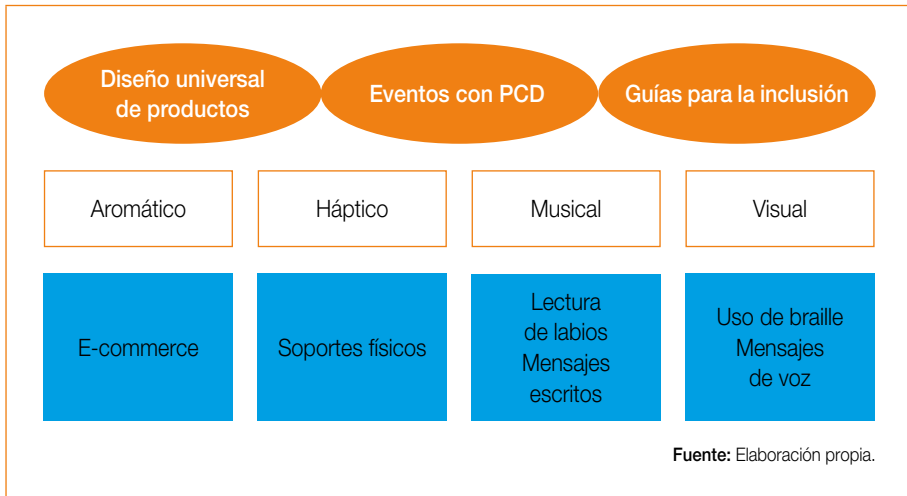 Diseño universal
de productos
Eventos con PCD
Guías para la inclusión
Aromático
Háptico
Musical
Visual
E-commerce
Soportes físicos
Lectura
de labios
Mensajes
escritos
Uso de braille
Mensajes
de voz
Fuente: Elaboración propia.